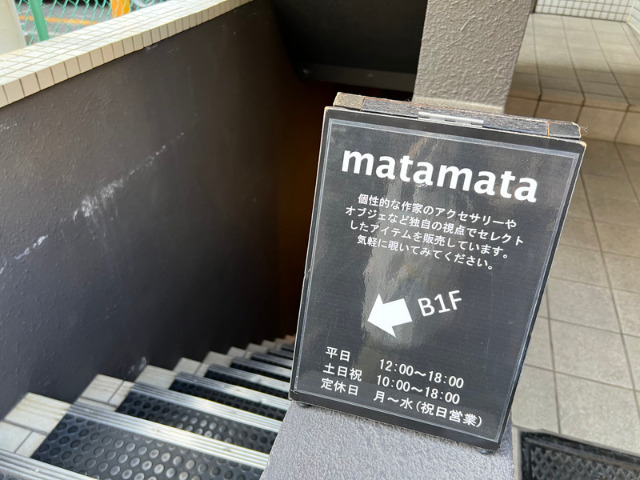 matamata
個性的な作家のアクセサリーや
オブジェなど独自の視点でセレクト
したアイテムを販売しています。
気軽に覗いてみてください。
B1F
平日 12:00〜18:00
土日祝 10:00〜18:00
定休日 月〜水(祝日営業)